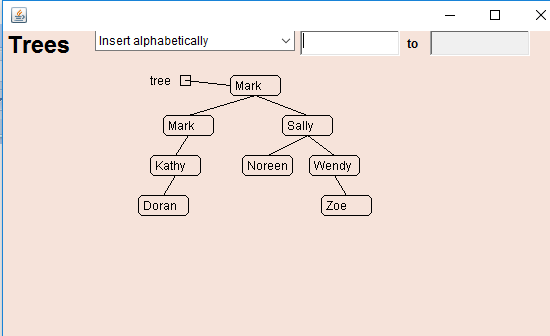 Trees Insert alphabetically to
tree Mark
Mark Sally
Kathy Noreen Wendy
Doran Zoe